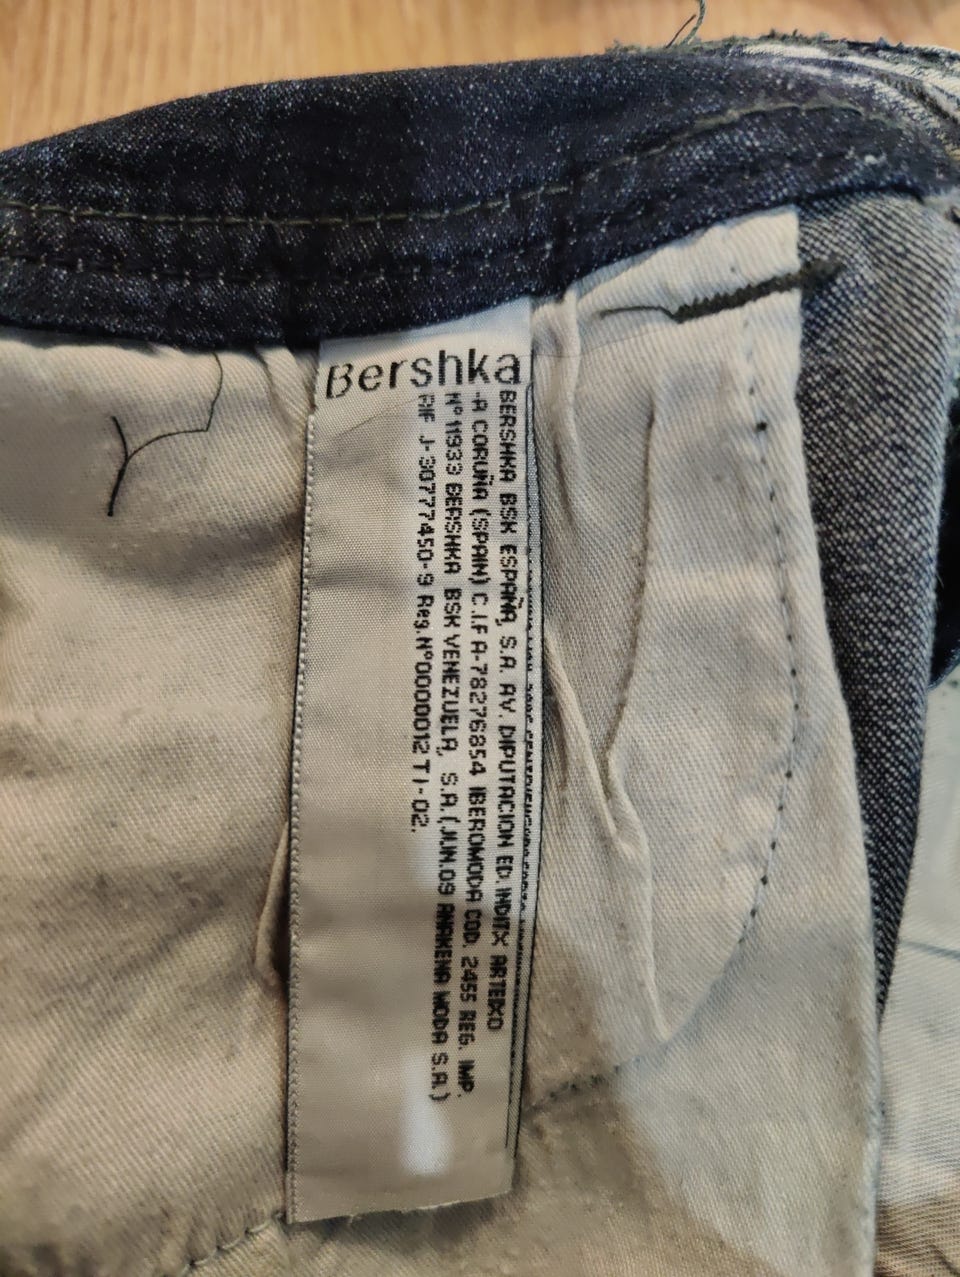 Bershka
BERSHKA BSK ESPAÑA, S.A. AV. DIPUTACION ED. INDITX ARTEIXO
-A CORUÑA (SPAIN) C.I.F A-78276854 IBEROMODA COD. 2455 REG. IMP.
Nº 11933 BERSHKA BSK VENEZUELA, S.A. (JUN.09 ANAKENA MODA S.A.)
RIF J-30777450-9 Reg.Nº0000012 T1-02.